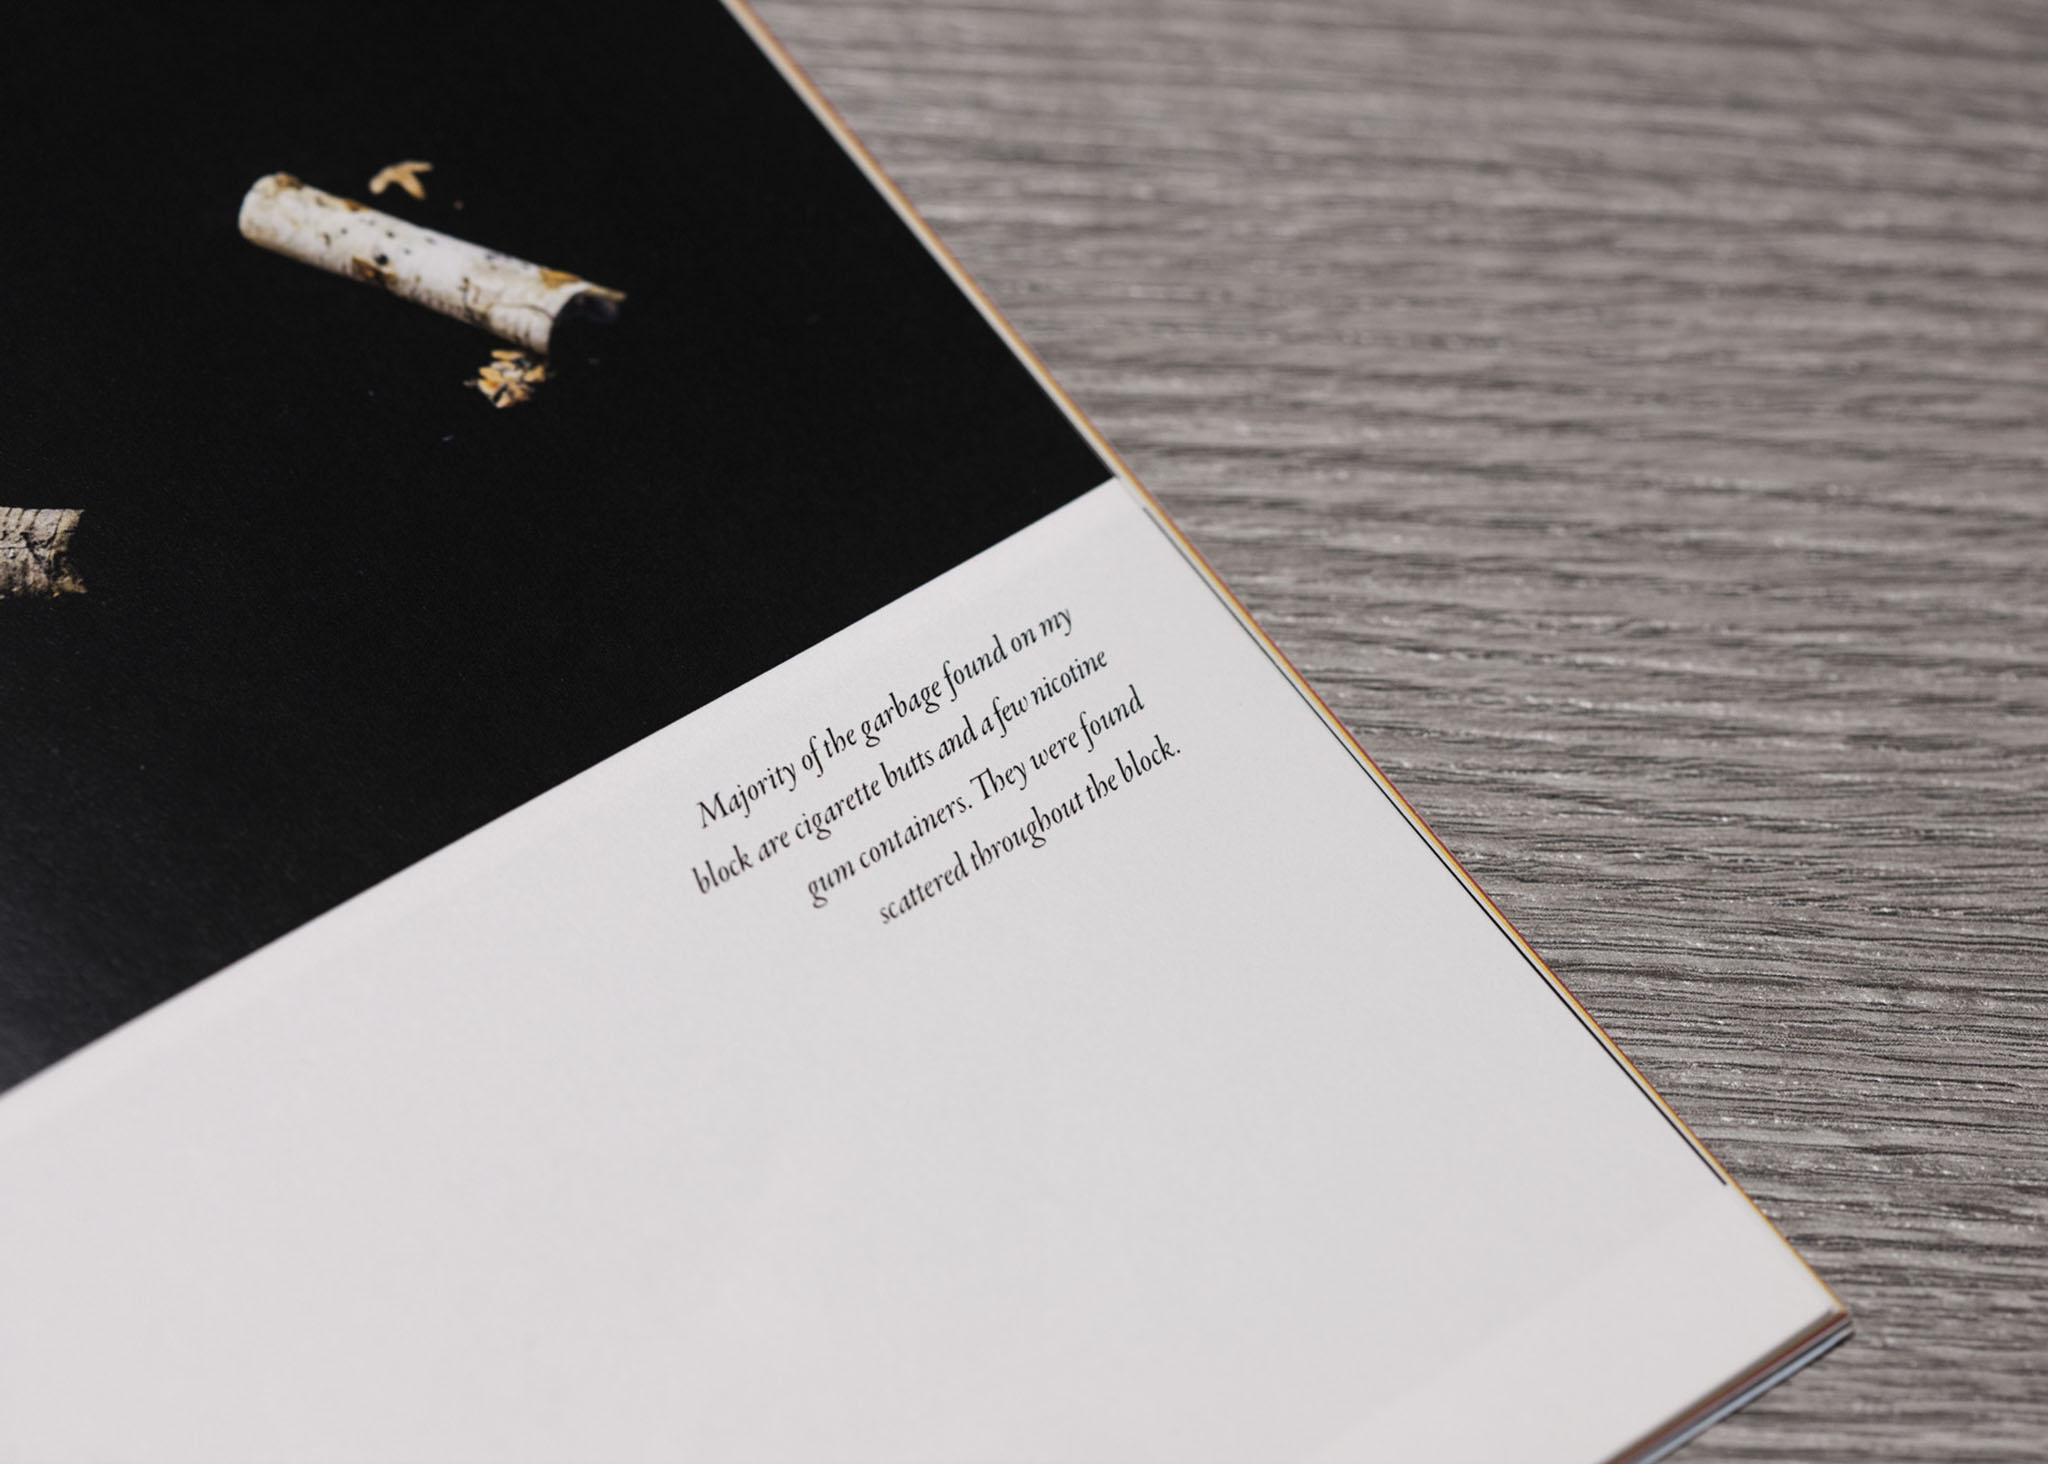 Majority of the garbage found on my
block are cigarette butts and a few nicotine
gum containers. They were found
scattered throughout the block.